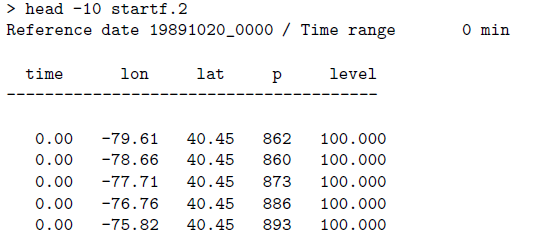 > head -10 startf.2
Reference date 19891020_0000 / Time range       0 min

  time      lon     lat     p     level
---------------------------------------

   0.00   -79.61   40.45   862   100.000
   0.00   -78.66   40.45   860   100.000
   0.00   -77.71   40.45   873   100.000
   0.00   -76.76   40.45   886   100.000
   0.00   -75.82   40.45   893   100.000